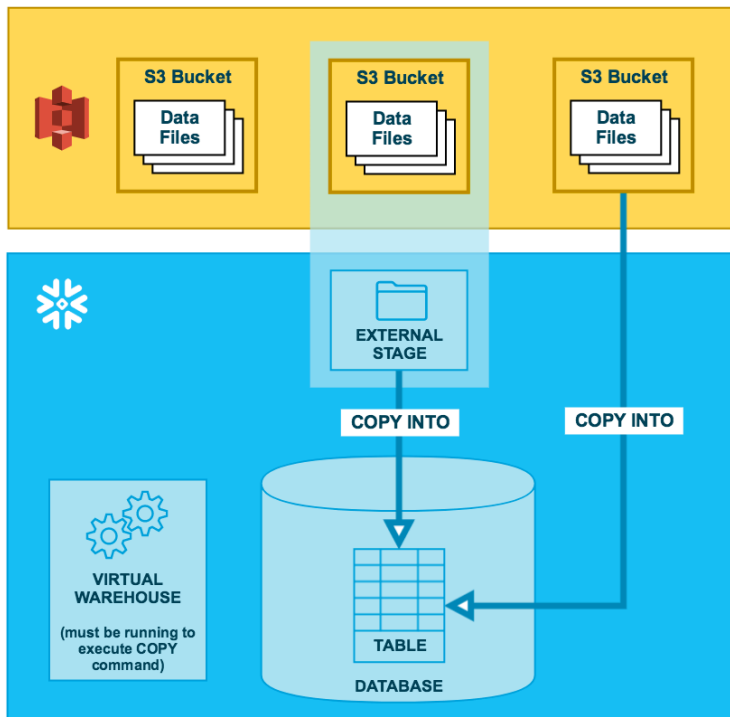 S3 Bucket
Data
Files
S3 Bucket
Data
Files
S3 Bucket
Data
Files
EXTERNAL
STAGE
COPY INTO
COPY INTO
VIRTUAL
WAREHOUSE
(must be running to
execute COPY
command)
TABLE
DATABASE